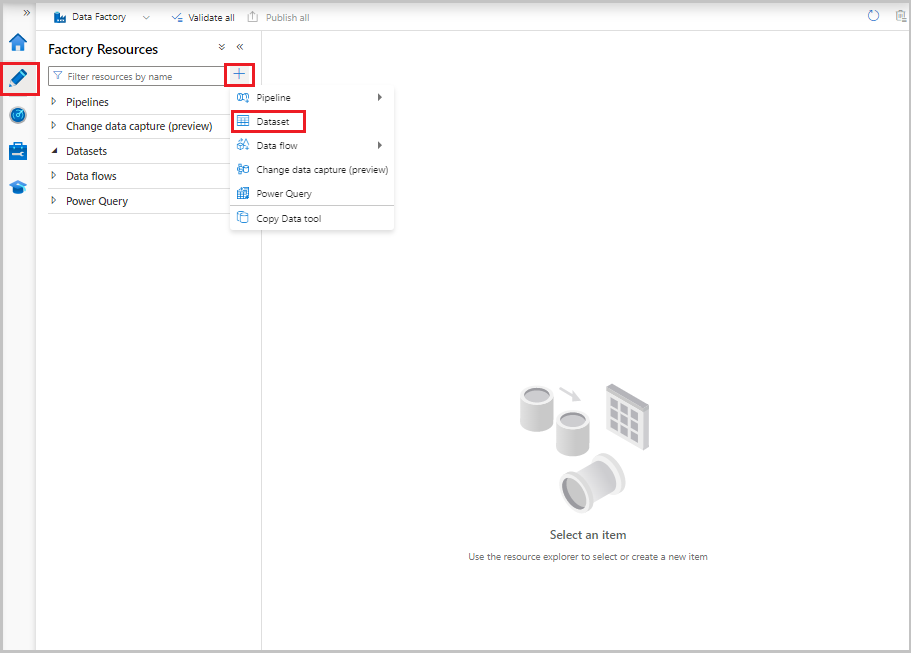 Data Factory
Validate all
Publish all
Factory Resources
Filter resources by name
Pipelines
Change data capture (preview)
Datasets
Data flows
Power Query
Pipeline
Dataset
Data flow
Change data capture (preview)
Power Query
Copy Data tool
Select an item
Use the resource explorer to select or create a new item